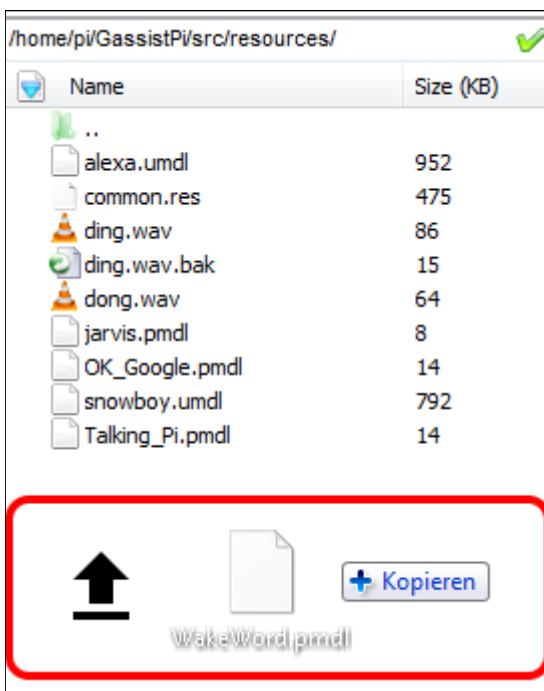 /home/pi/GassistPi/src/resources/
Name Size (KB)
..
alexa.umdl 952
common.res 475
ding.wav 86
ding.wav.bak 15
dong.wav 64
jarvis.pmdl 8
OK_Google.pmdl 14
snowboy.umdl 792
Talking_Pi.pmdl 14
Kopieren
WakeWord.pmdl